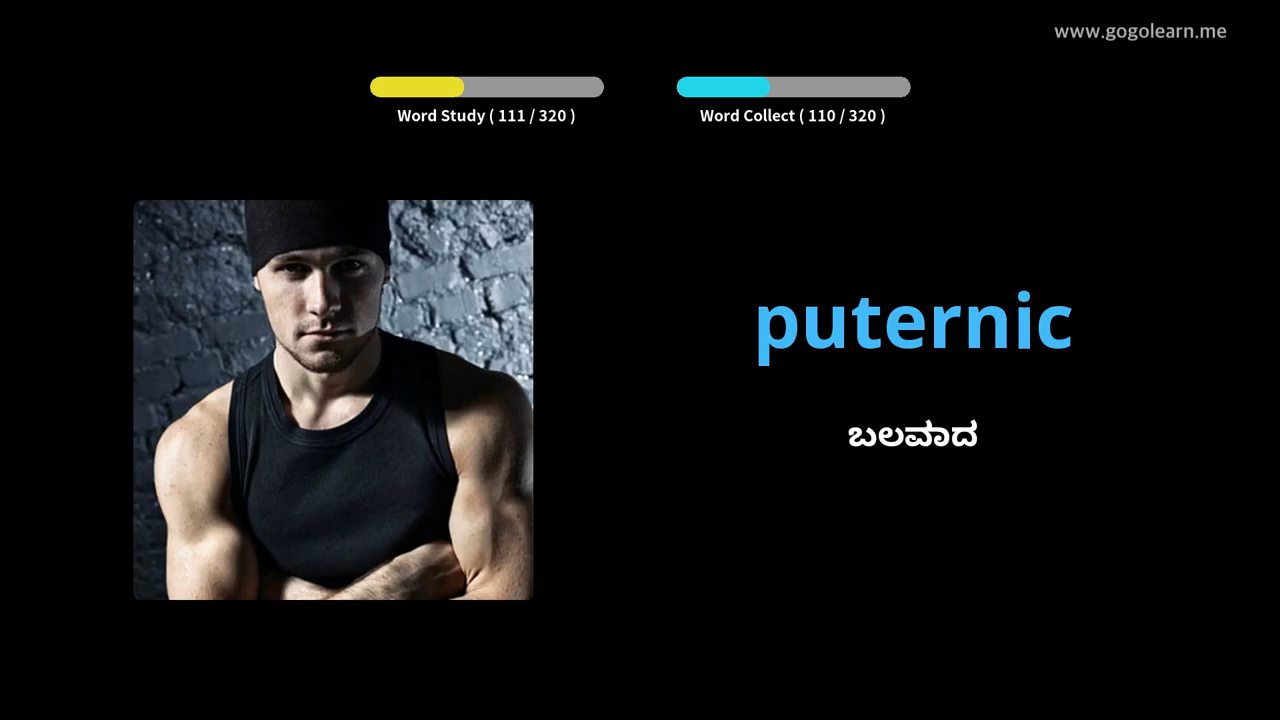 www.gogolearn.me
Word Study ( 111 / 320 )
Word Collect ( 110 / 320 )
puternic
ಬಲವಾದ